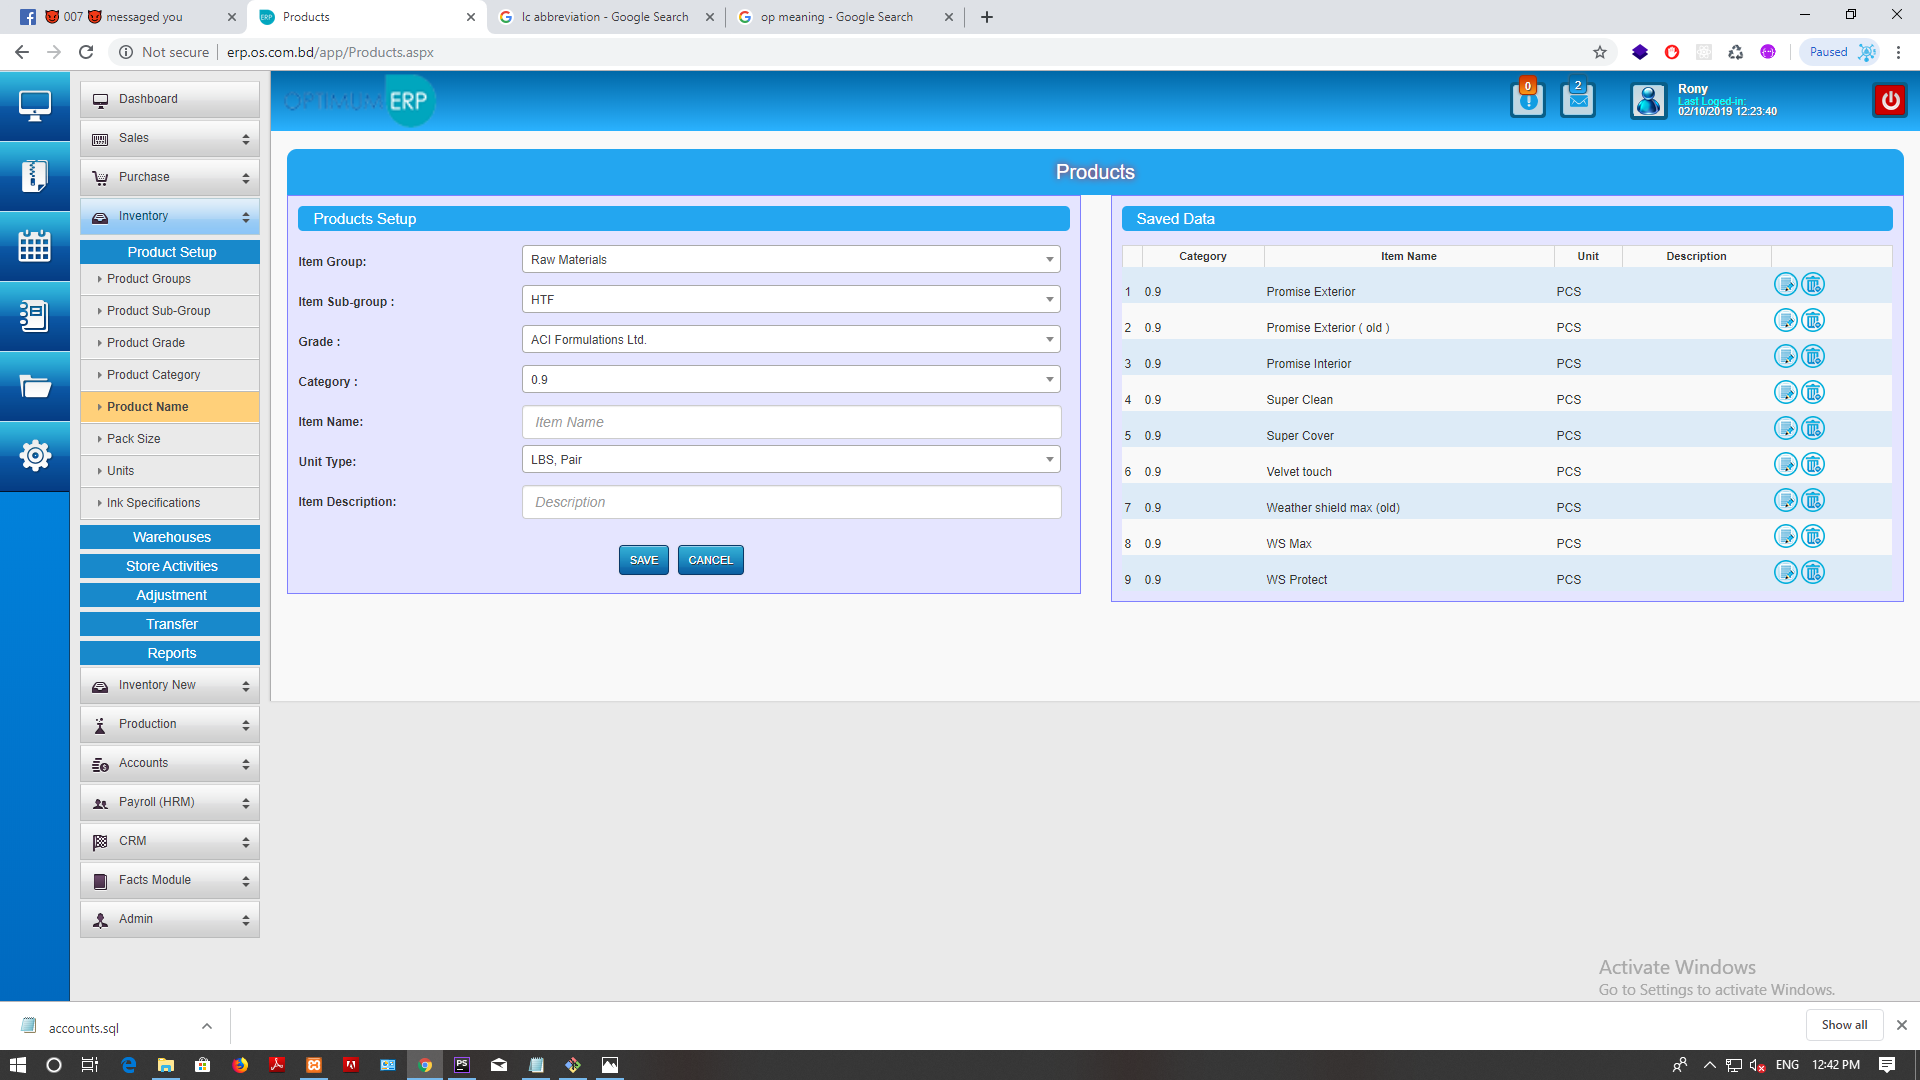 007 messaged you
Products
lc abbreviation - Google Search
op meaning - Google Search
Not secure
erp.os.com.bd/app/Products.aspx
Paused
Dashboard
Sales
Purchase
Inventory
Product Setup
Product Groups
Product Sub-Group
Product Grade
Product Category
Product Name
Pack Size
Units
Ink Specifications
Warehouses
Store Activities
Adjustment
Transfer
Reports
Inventory New
Production
Accounts
Payroll (HRM)
CRM
Facts Module
Admin
OPTIMUM ERP
0
2
Rony
Last Loged-in:
02/10/2019 12:23:40
Products
Products Setup
Item Group: Raw Materials
Item Sub-group : HTF
Grade : ACI Formulations Ltd.
Category : 0.9
Item Name: Item Name
Unit Type: LBS, Pair
Item Description: Description
SAVE CANCEL
Saved Data
Category Item Name Unit Description
1 0.9 Promise Exterior PCS
2 0.9 Promise Exterior ( old ) PCS
3 0.9 Promise Interior PCS
4 0.9 Super Clean PCS
5 0.9 Super Cover PCS
6 0.9 Velvet touch PCS
7 0.9 Weather shield max (old) PCS
8 0.9 WS Max PCS
9 0.9 WS Protect PCS
Activate Windows
Go to Settings to activate Windows.
accounts.sql
Show all
PS
ENG 12:42 PM